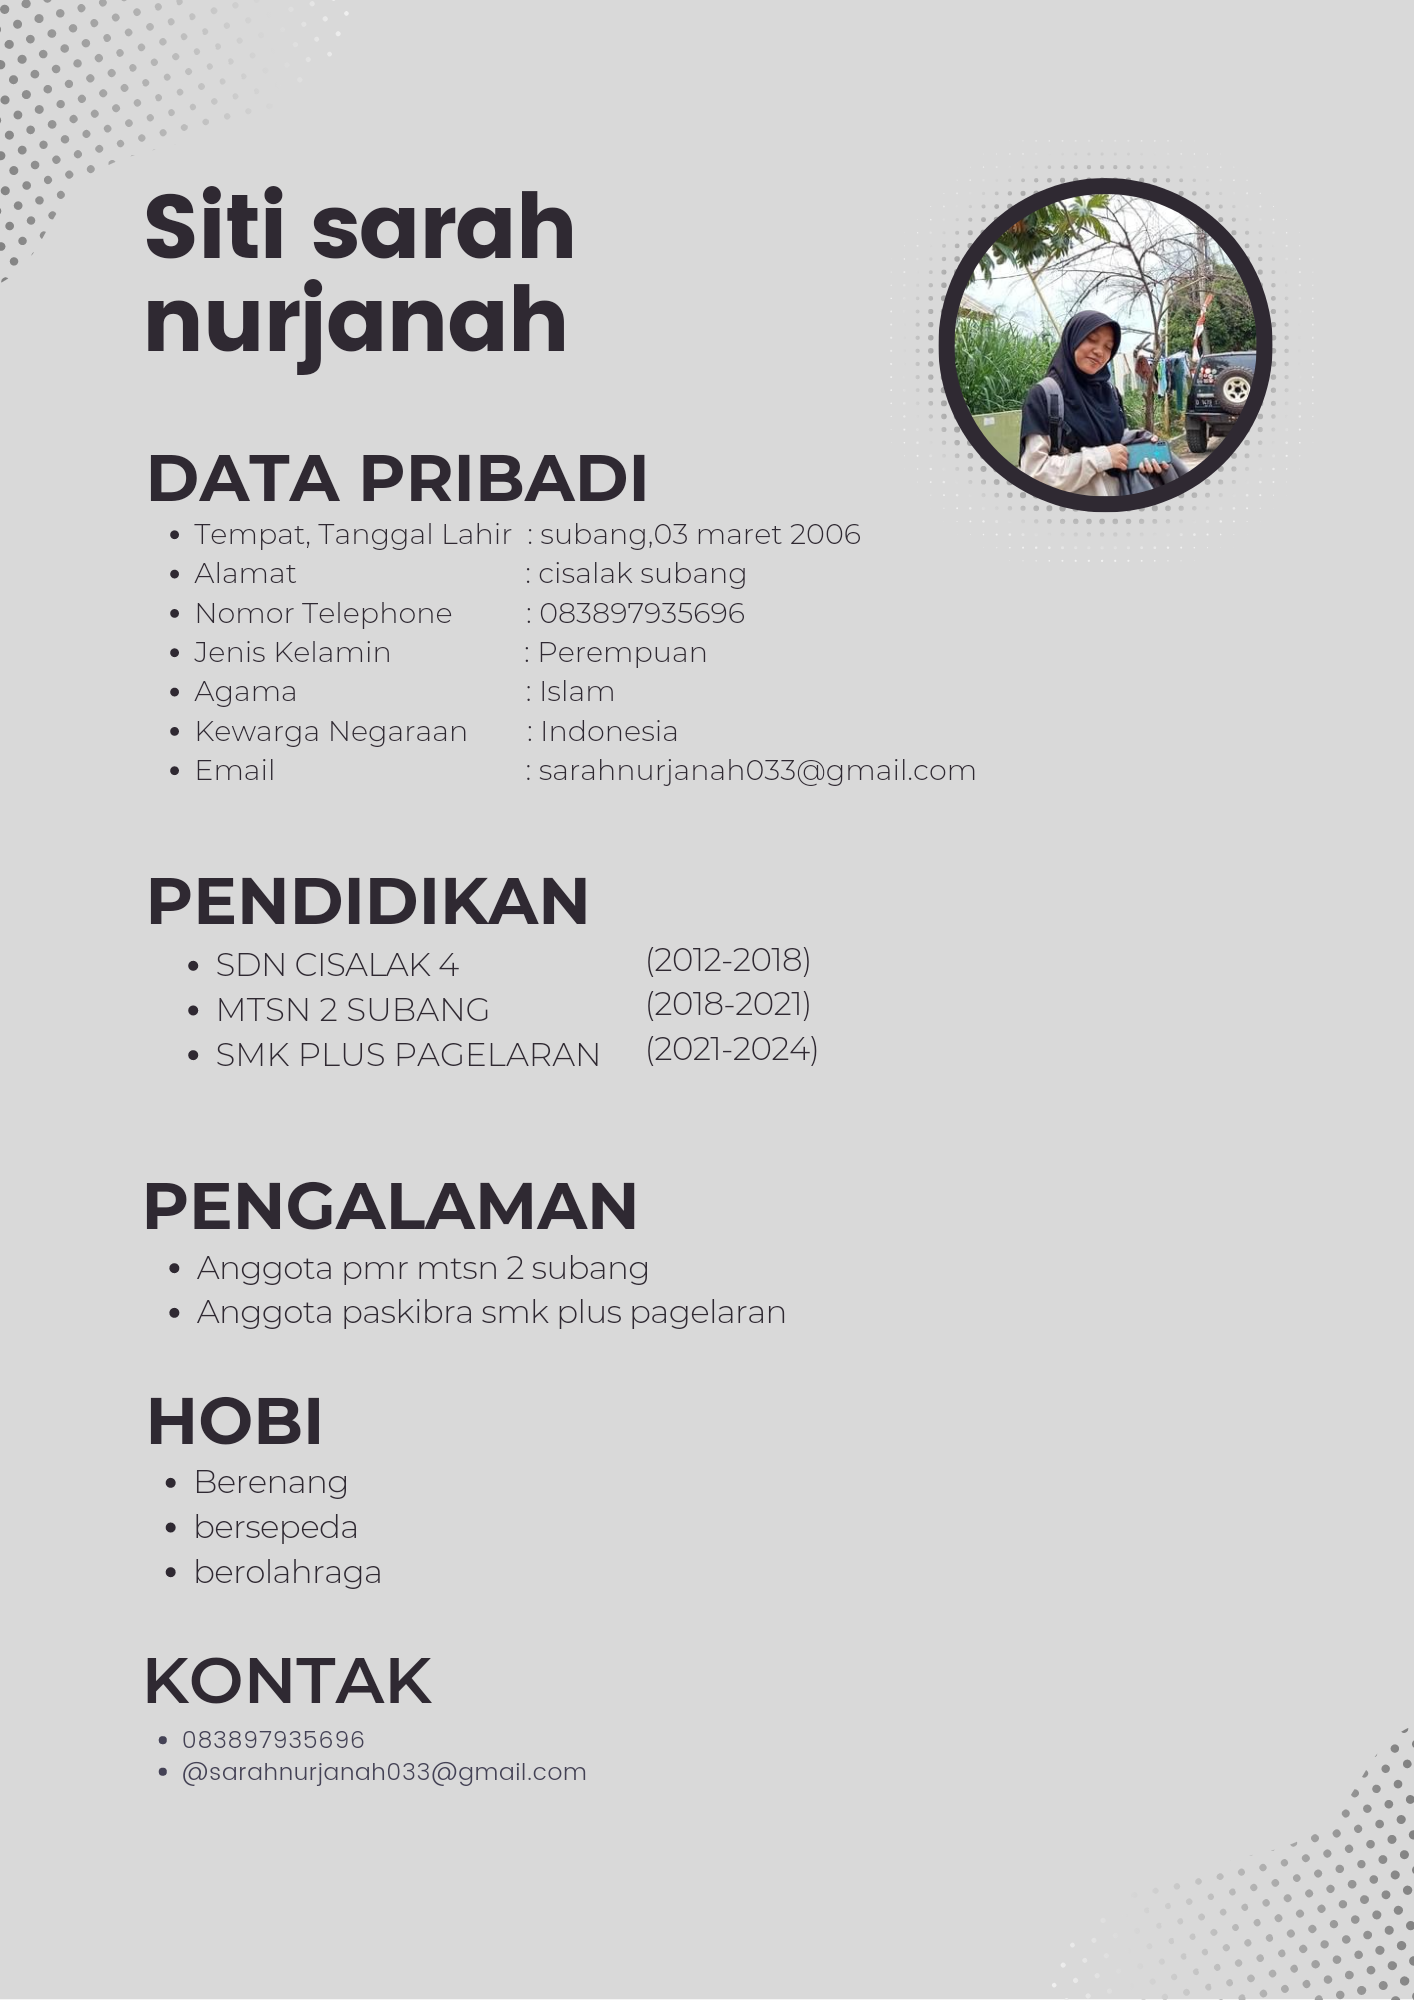 Siti sarah
nurjanah
DATA PRIBADI
• Tempat, Tanggal Lahir : subang,03 maret 2006
• Alamat : cisalak subang
• Nomor Telephone : 083897935696
• Jenis Kelamin : Perempuan
• Agama : Islam
• Kewarga Negaraan : Indonesia
• Email : sarahnurjanah033@gmail.com
PENDIDIKAN
• SDN CISALAK 4 (2012-2018)
• MTSN 2 SUBANG (2018-2021)
• SMK PLUS PAGELARAN (2021-2024)
PENGALAMAN
• Anggota pmr mtsn 2 subang
• Anggota paskibra smk plus pagelaran
HOBI
• Berenang
• bersepeda
• berolahraga
KONTAK
• 083897935696
• @sarahnurjanah033@gmail.com